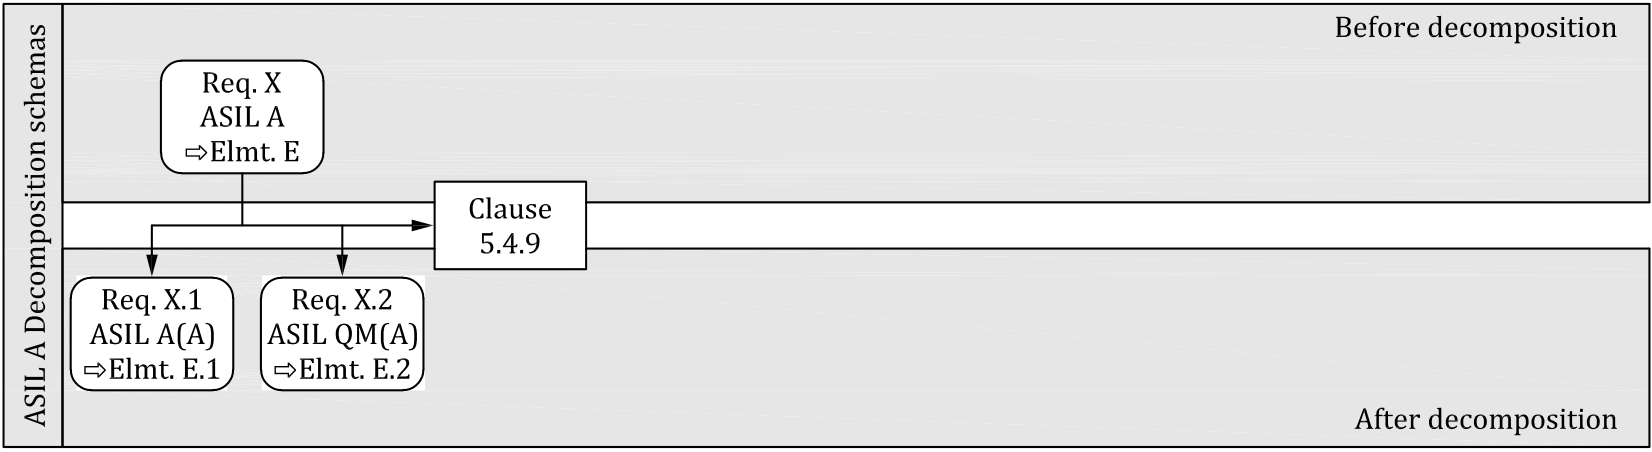 ASIL A Decomposition schemas
Before decomposition
Req. X
ASIL A
⇨Elmt. E
Clause
5.4.9
Req. X.1
ASIL A(A)
⇨Elmt. E.1
Req. X.2
ASIL QM(A)
⇨Elmt. E.2
After decomposition